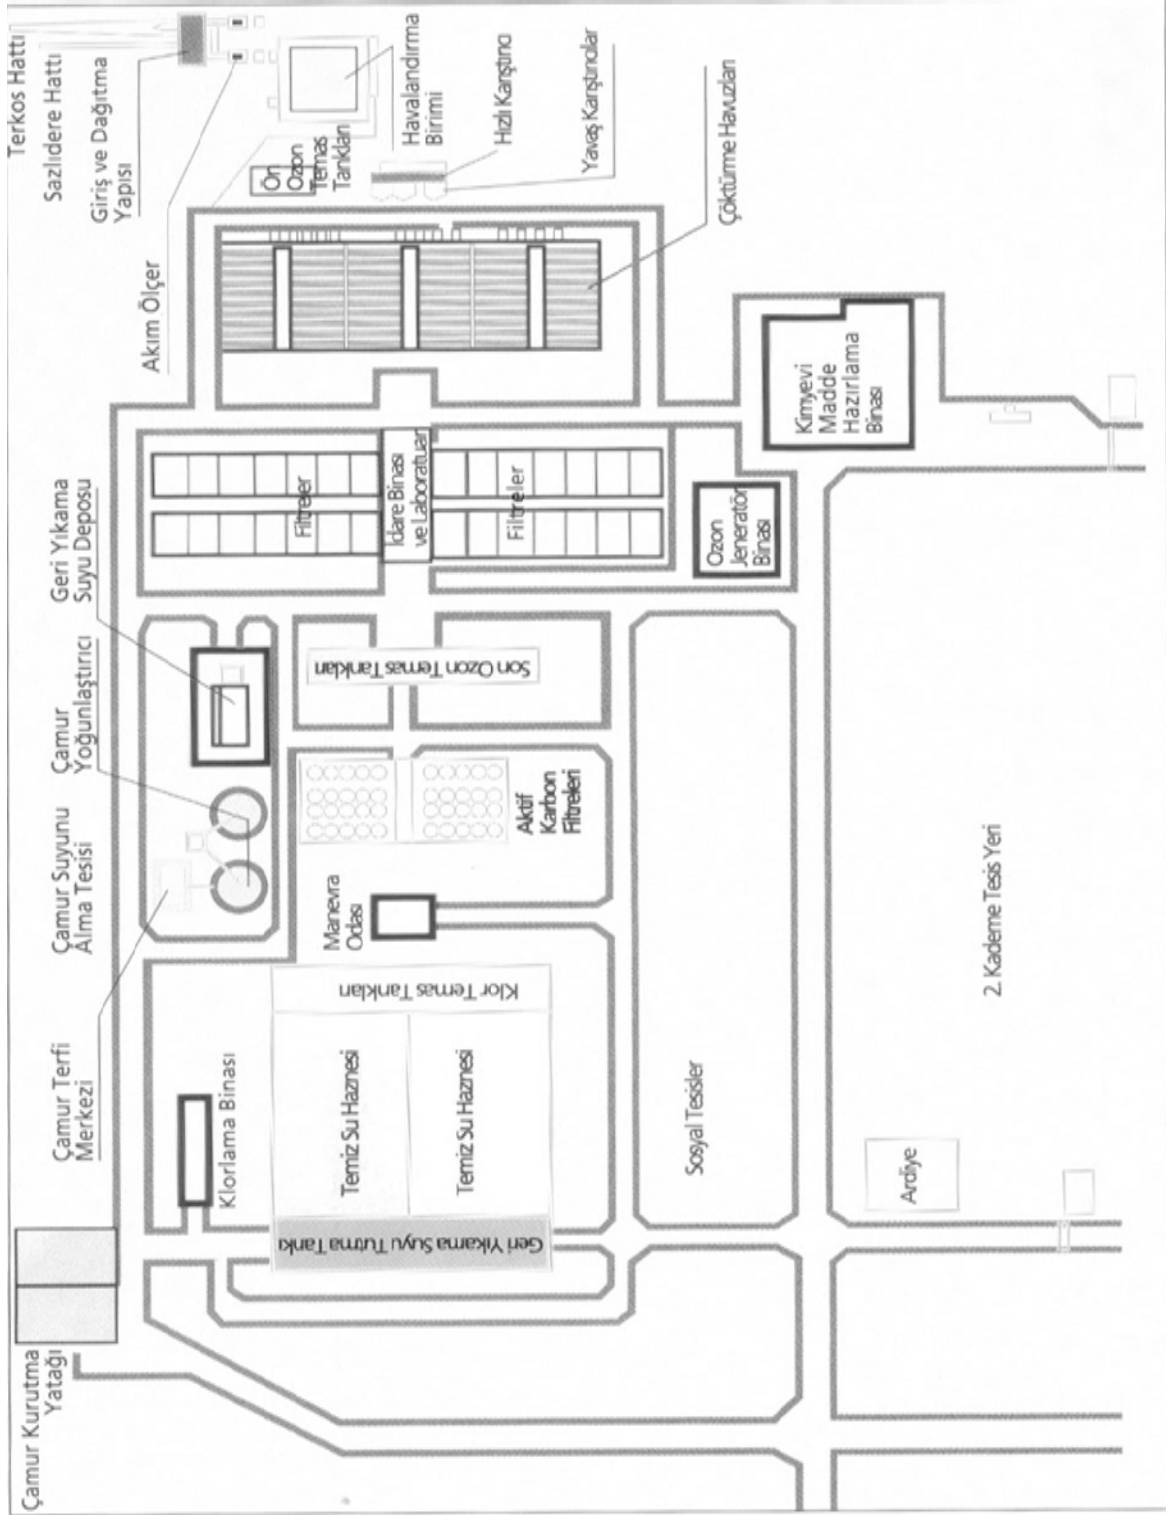 Terkos Hattı
Sazlıdere Hattı
Giriş ve Dağıtma
Yapısı
Akım Ölçer
Ön
Ozon
Temas
Tankları
Havalandırma
Birimi
Hızlı Karıştırıcı
Yavaş Karıştırıcılar
Çöktürme Havuzları
Geri Yıkama
Suyu Deposu
Çamur
Yoğunlaştırıcı
Çamur Suyunu
Alma Tesisi
Çamur Terfi
Merkezi
Çamur Kurutma
Yatağı
Filtreler
İdare Binası
ve Laboratuar
Filtreler
Ozon
Jeneratör
Binası
Kimyevi
Madde
Hazırlama
Binası
Son Ozon Temas Tankları
Aktif
Karbon
Filtreleri
Manevra
Odası
Klor Temas Tankları
Klorlama Binası
Temiz Su Haznesi
Temiz Su Haznesi
Geri Yıkama Suyu Tutma Tankı
Sosyal Tesisler
2. Kademe Tesis Yeri
Ardiye